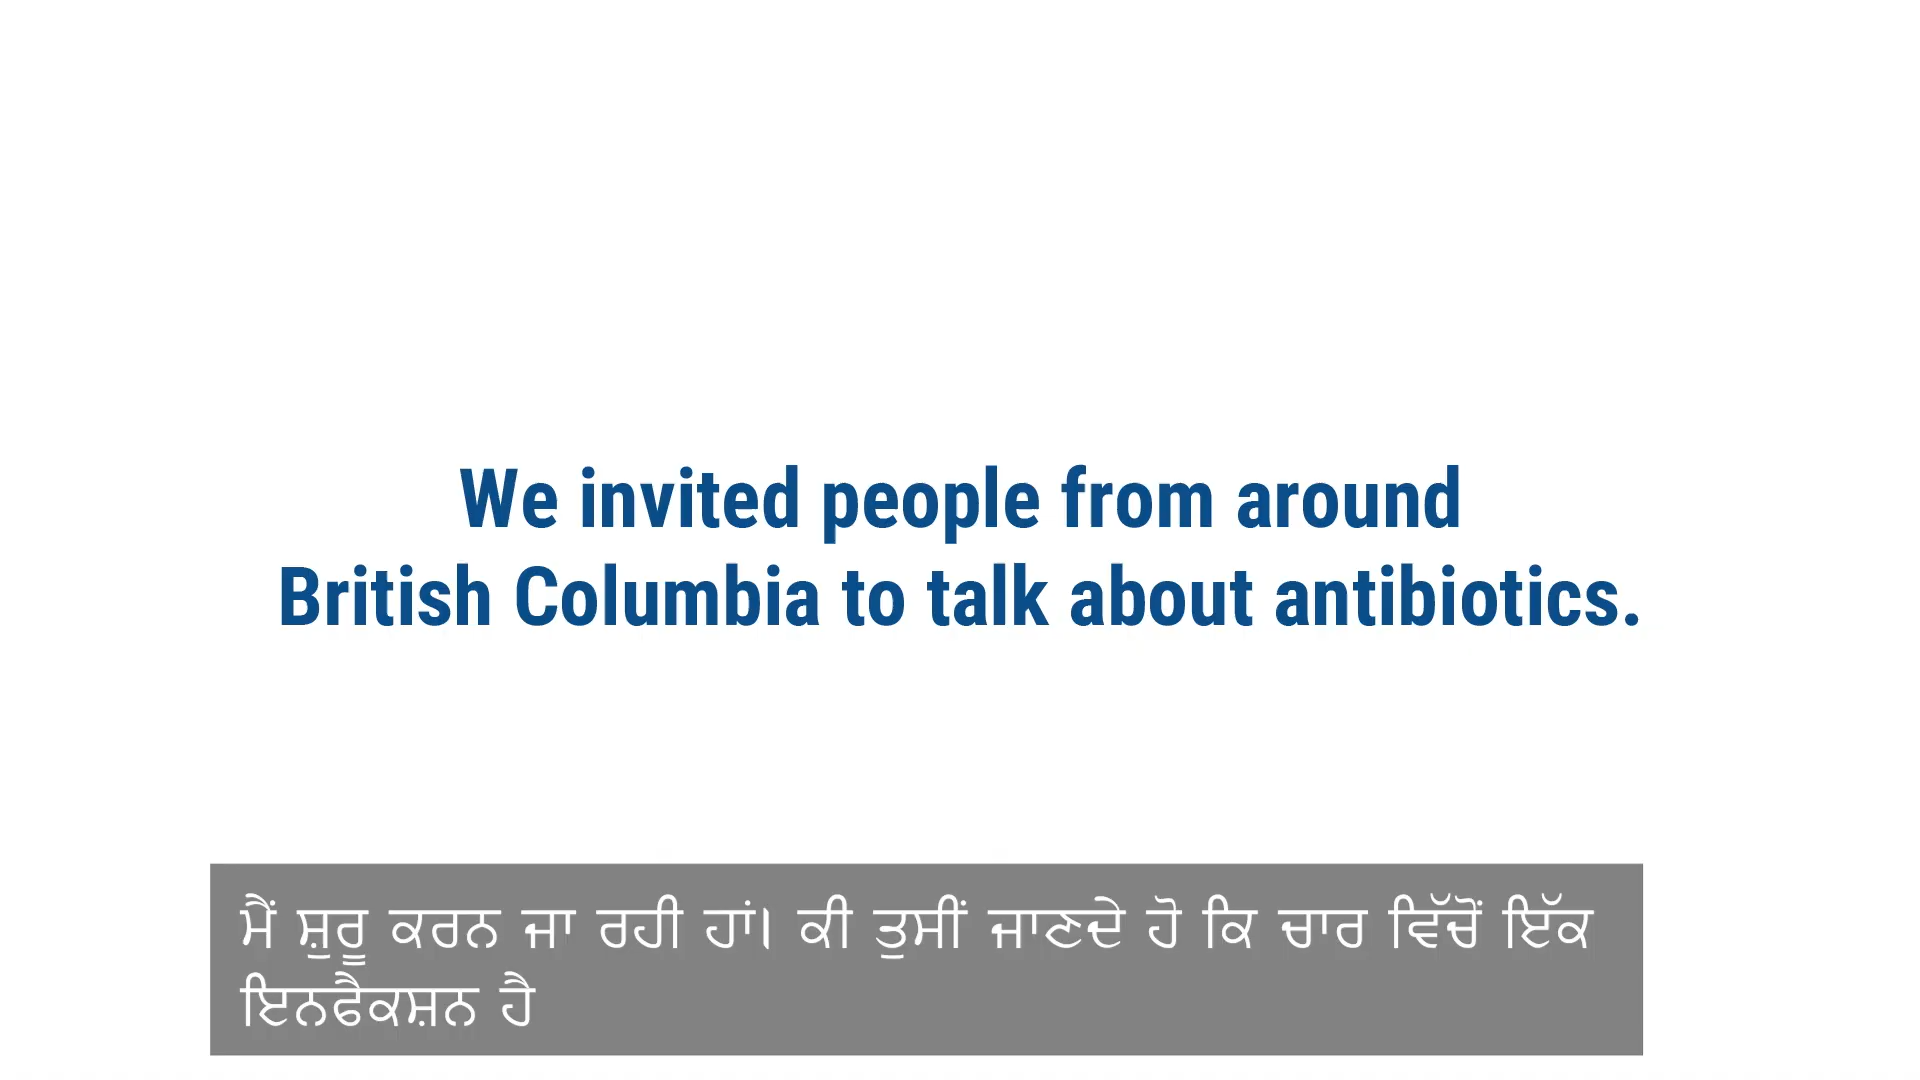 We invited people from around
British Columbia to talk about antibiotics.
ਮੈਂ ਸ਼ੁਰੂ ਕਰਨ ਜਾ ਰਹੀ ਹਾਂ। ਕੀ ਤੁਸੀਂ ਜਾਣਦੇ ਹੋ ਕਿ ਚਾਰ ਵਿੱਚੋਂ ਇੱਕ
ਇਨਫੈਕਸ਼ਨ ਹੈ